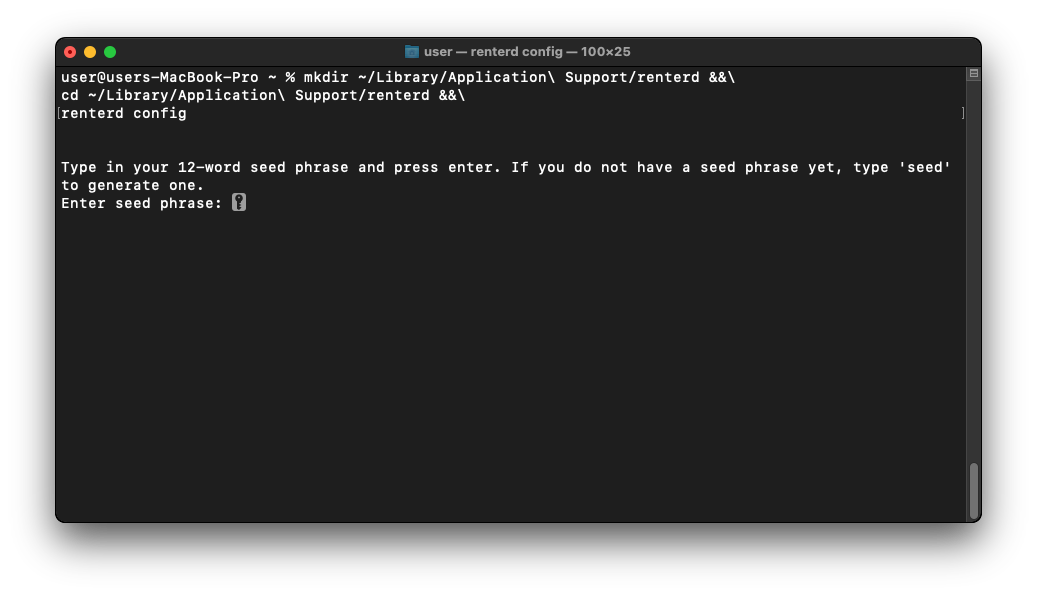 user — renterd config — 100×25
user@users-MacBook-Pro ~ % mkdir ~/Library/Application\ Support/renterd &&\
cd ~/Library/Application\ Support/renterd &&\
[renterd config ]
Type in your 12-word seed phrase and press enter. If you do not have a seed phrase yet, type 'seed'
to generate one.
Enter seed phrase: